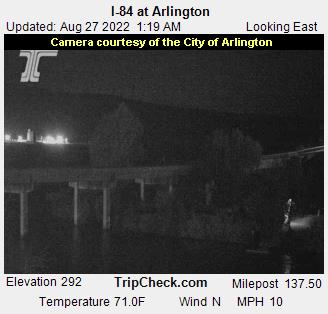 I-84 at Arlington
Updated: Aug 27 2022 1:19 AM Looking East
Camera courtesy of the City of Arlington
Elevation 292 TripCheck.com Milepost 137.50
Temperature 71.0F Wind N MPH 10